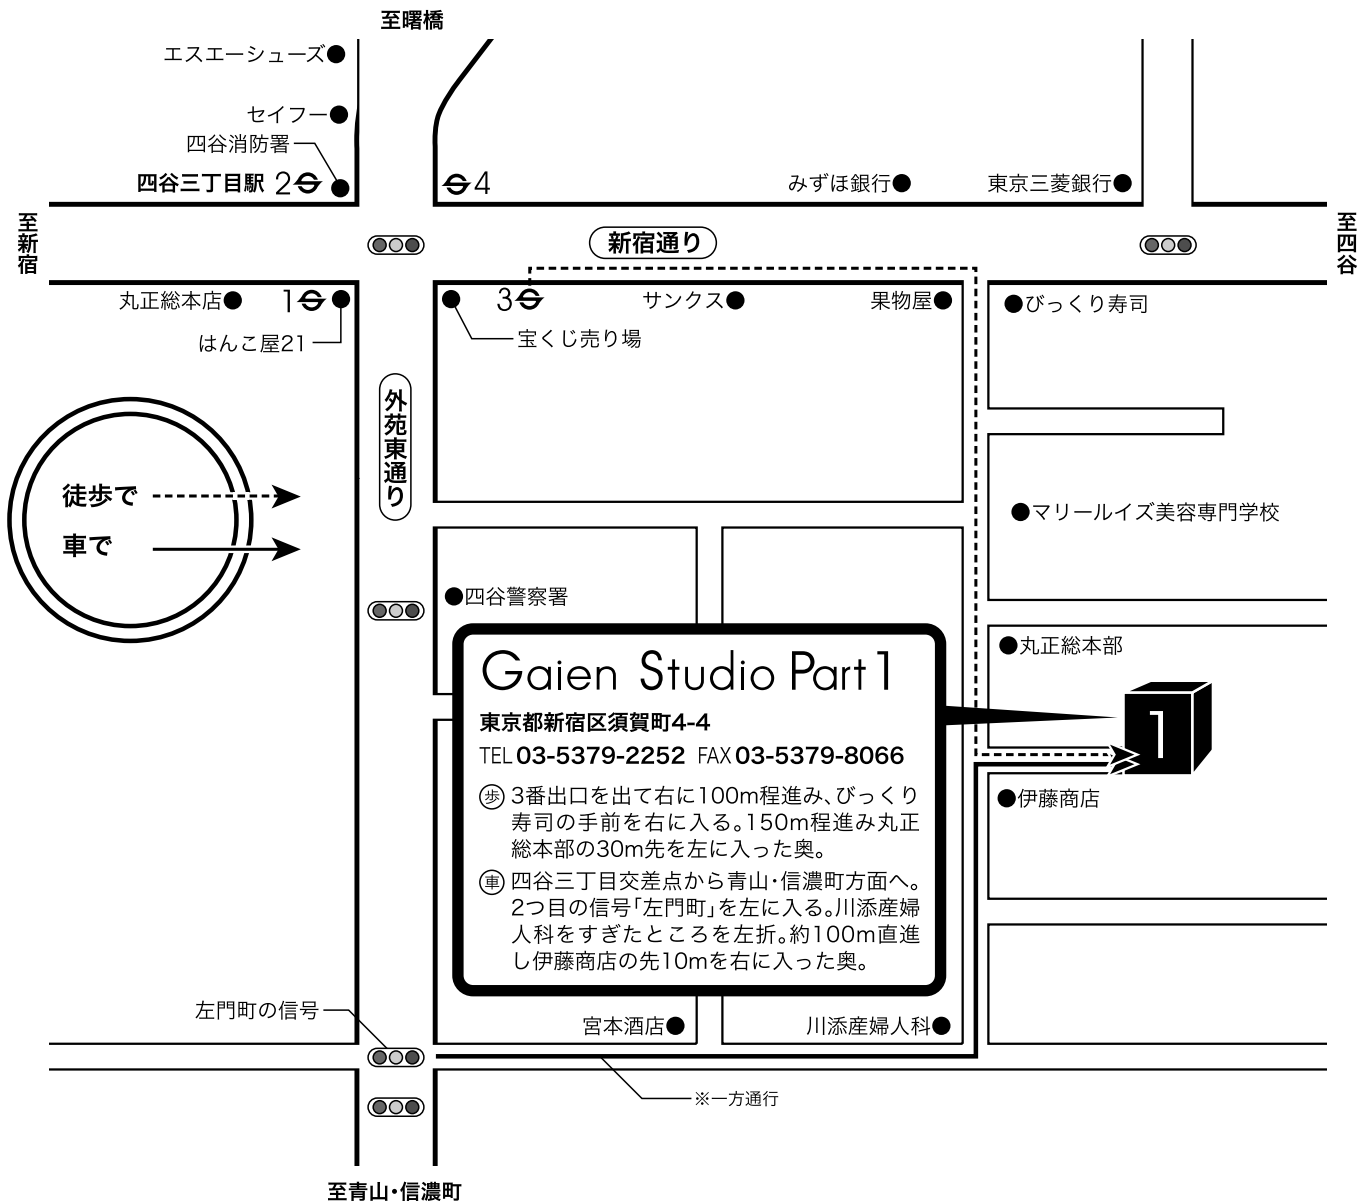 至曙橋
エスエーシューズ
セイフー
四谷消防署
四谷三丁目駅 2
4
みずほ銀行
東京三菱銀行
至新宿
新宿通り
至四谷
丸正総本店
1
はんこ屋21
3
宝くじ売り場
サンクス
果物屋
びっくり寿司
外苑東通り
徒歩で
車で
マリールイズ美容専門学校
四谷警察署
丸正総本部
1
伊藤商店
Gaien Studio Part 1
東京都新宿区須賀町4-4
TEL 03-5379-2252 FAX 03-5379-8066
歩 3番出口を出て右に100m程進み、びっくり
寿司の手前を右に入る。150m程進み丸正
総本部の30m先を左に入った奥。
車 四谷三丁目交差点から青山・信濃町方面へ。
2つ目の信号「左門町」を左に入る。川添産婦
人科をすぎたところを左折。約100m直進
し伊藤商店の先10mを右に入った奥。
左門町の信号
宮本酒店
川添産婦人科
※一方通行
至青山・信濃町